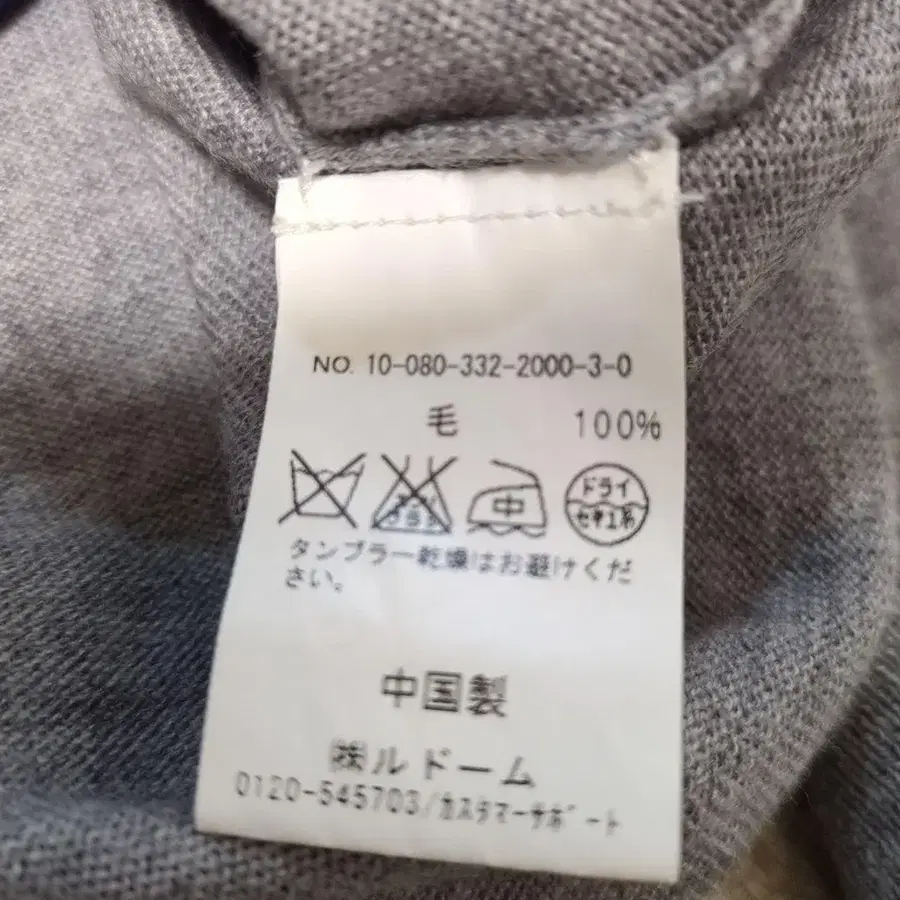 NO. 10-080-332-2000-3-0
毛 100%
中
ドライ
セキユ系
タンブラー乾燥はお避けくだ
さい。
中国製
㈱ルドーム
0120-545703/ｶｽﾀﾏｰｻﾎﾟｰﾄ